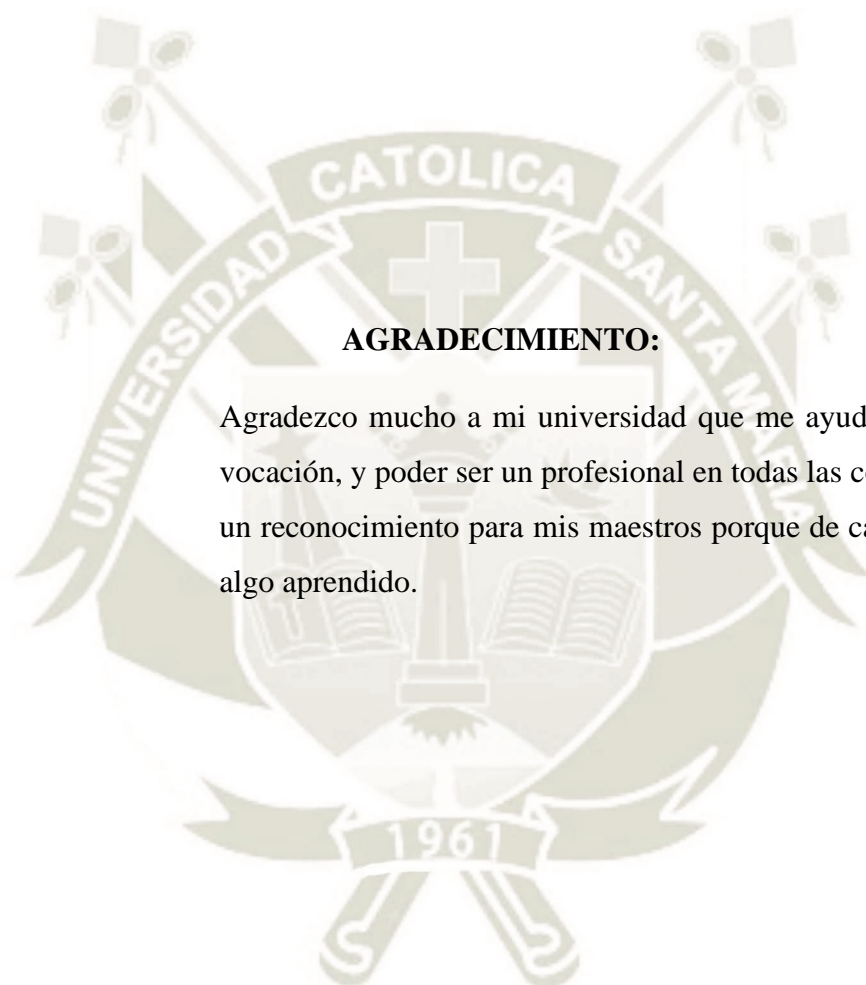 CATOLICA
UNIVERSIDAD SANTA MARIA
AGRADECIMIENTO:
Agradezco mucho a mi universidad que me ayud
vocación, y poder ser un profesional en todas las
un reconocimiento para mis maestros porque de
algo aprendido.
1961